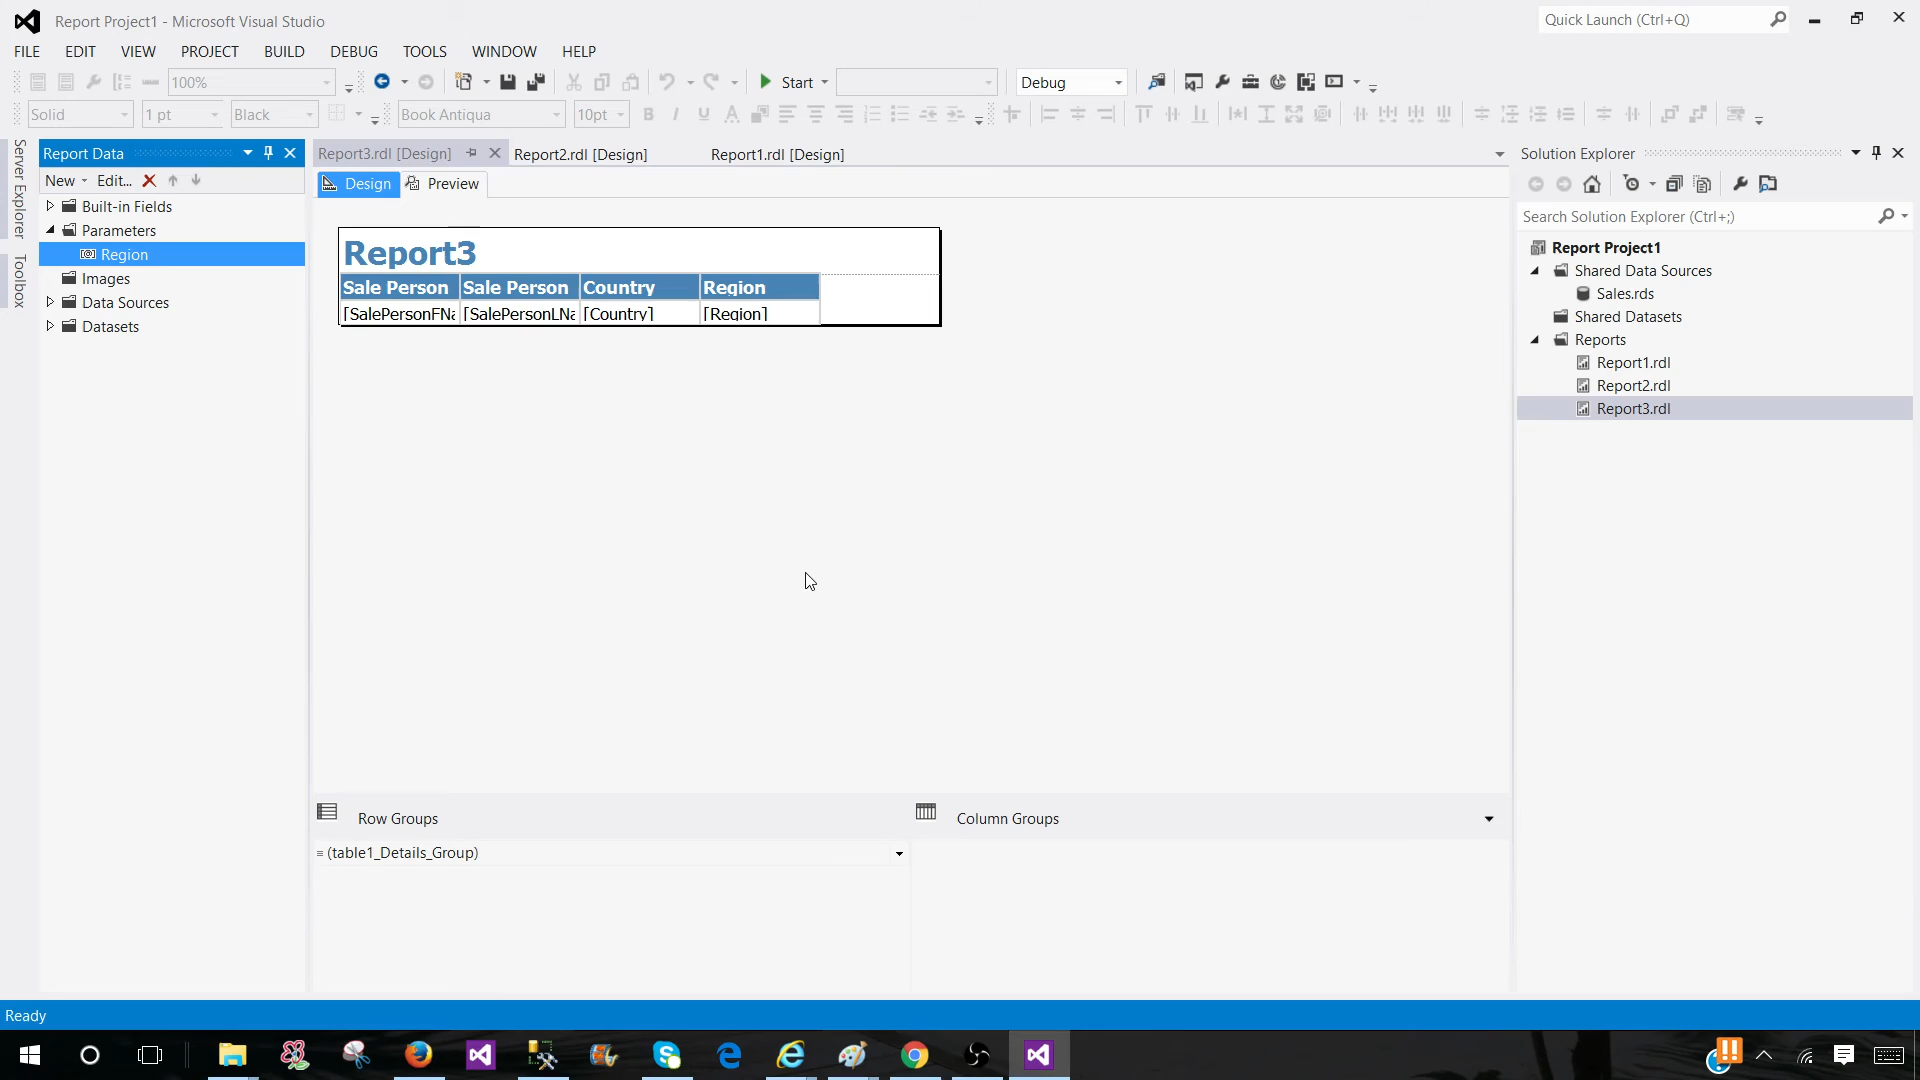 Report Project1 - Microsoft Visual Studio
Quick Launch (Ctrl+Q)
FILE EDIT VIEW PROJECT BUILD DEBUG TOOLS WINDOW HELP
100% Start Debug
Solid 1 pt Black Book Antiqua 10pt B I U A
Server Explorer
Toolbox
Report Data
New Edit...
Built-in Fields
Parameters
Region
Images
Data Sources
Datasets
Report3.rdl [Design] Report2.rdl [Design] Report1.rdl [Design]
Design Preview
Report3
Sale Person Sale Person Country Region
[SalePersonFNa [SalePersonLNa [Country] [Region]
Row Groups
Column Groups
(table1_Details_Group)
Solution Explorer
Search Solution Explorer (Ctrl+;)
Report Project1
Shared Data Sources
Sales.rds
Shared Datasets
Reports
Report1.rdl
Report2.rdl
Report3.rdl
Ready